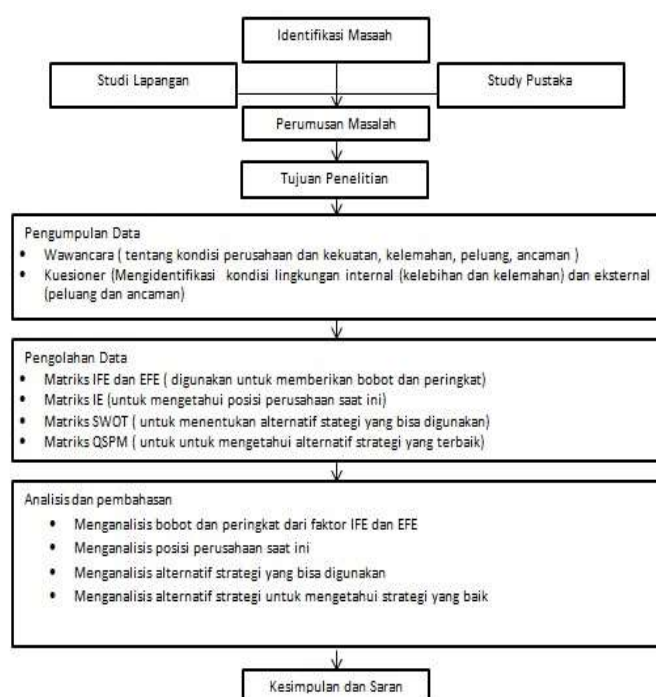 Identifikasi Masaah
Studi Lapangan
Study Pustaka
Perumusan Masalah
Tujuan Penelitian
Pengumpulan Data
• Wawancara ( tentang kondisi perusahaan dan kekuatan, kelemahan, peluang, ancaman )
• Kuesioner (Mengidentifikasi kondisi lingkungan internal (kelebihan dan kelemahan) dan eksternal
(peluang dan ancaman)
Pengolahan Data
• Matriks IFE dan EFE ( digunakan untuk memberikan bobot dan peringkat)
• Matriks IE (untuk mengetahui posisi perusahaan saat ini)
• Matriks SWOT ( untuk menentukan alternatif stategi yang bisa digunakan)
• Matriks QSPM ( untuk untuk mengetahui alternatif strategi yang terbaik)
Analisis dan pembahasan
• Menganalisis bobot dan peringkat dari faktor IFE dan EFE
• Menganalisis posisi perusahaan saat ini
• Menganalisis alternatif strategi yang bisa digunakan
• Menganalisis alternatif strategi untuk mengetahui strategi yang baik
Kesimpulan dan Saran